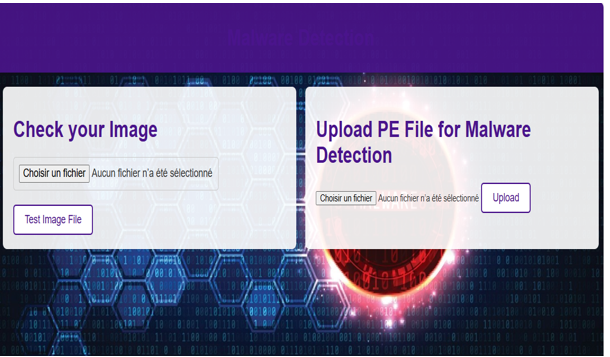 Malware Detection
Check your Image
Choisir un fichier Aucun fichier n'a été sélectionné
Test Image File
Upload PE File for Malware
Detection
Choisir un fichier Aucun fichier n'a été sélectionné Upload